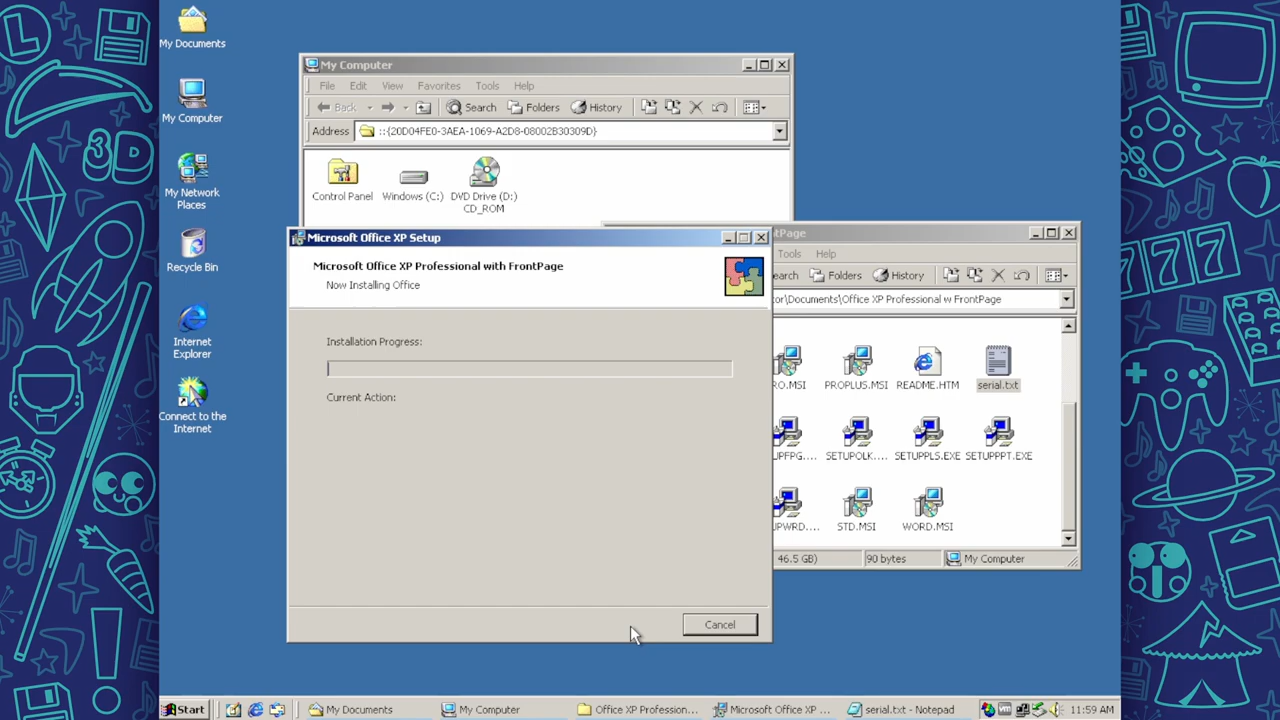 My Documents
My Computer
My Network
Places
Recycle Bin
Internet
Explorer
Connect to the
Internet
3D
777
My Computer
File Edit View Favorites Tools Help
Back Search Folders History
Address ::{20D04FE0-3AEA-1069-A2D8-08002B30309D}
Control Panel Windows (C:) DVD Drive (D:)
CD_ROM
Microsoft Office XP Setup
Microsoft Office XP Professional with FrontPage
Now Installing Office
Installation Progress:
Current Action:
Cancel
tPage
Tools Help
earch Folders History
or\Documents\Office XP Professional w FrontPage
RO.MSI PROPLUS.MSI README.HTM serial.txt
UPFPG.... SETUPOLK.... SETUPPLS.EXE SETUPPPT.EXE
UPWRD.... STD.MSI WORD.MSI
46.5 GB) 90 bytes My Computer
Start My Documents My Computer Office XP Profession... Microsoft Office XP ... serial.txt - Notepad 11:59 AM